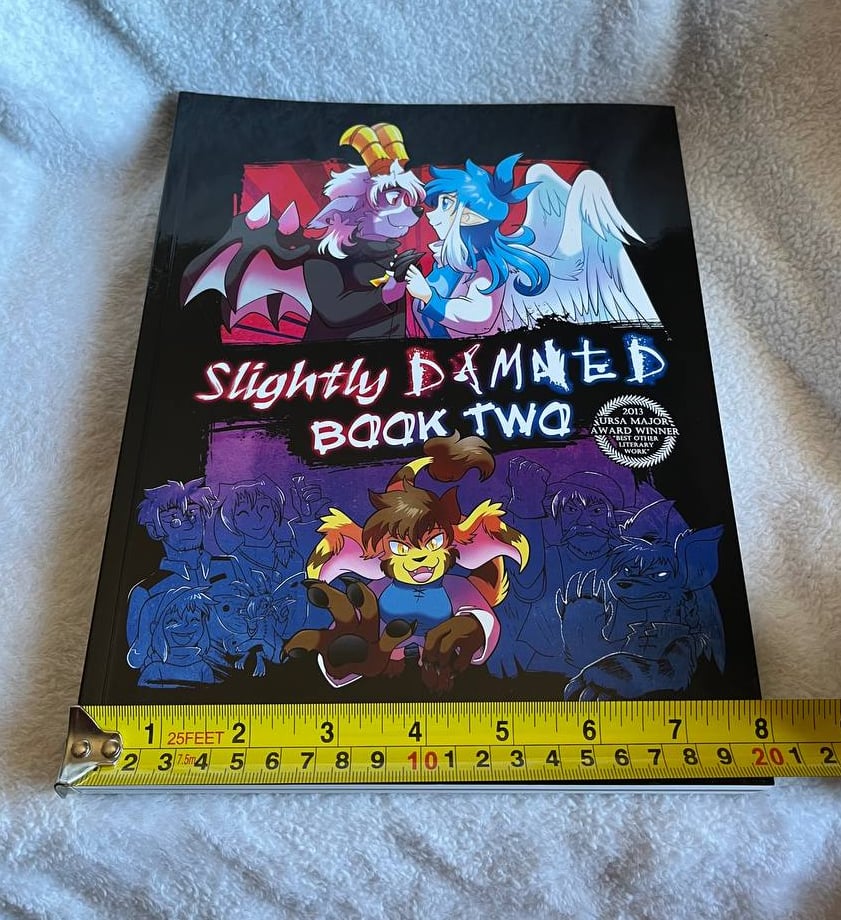 Slightly DAMNED
BOOK TWO
2013
URSA MAJOR
AWARD WINNER
"BEST OTHER
LITERARY
WORK"
1 25FEET 2 3 4 5 6 7 8
2 3 7.5m 4 5 6 7 8 9 10 1 2 3 4 5 6 7 8 9 20 1 2